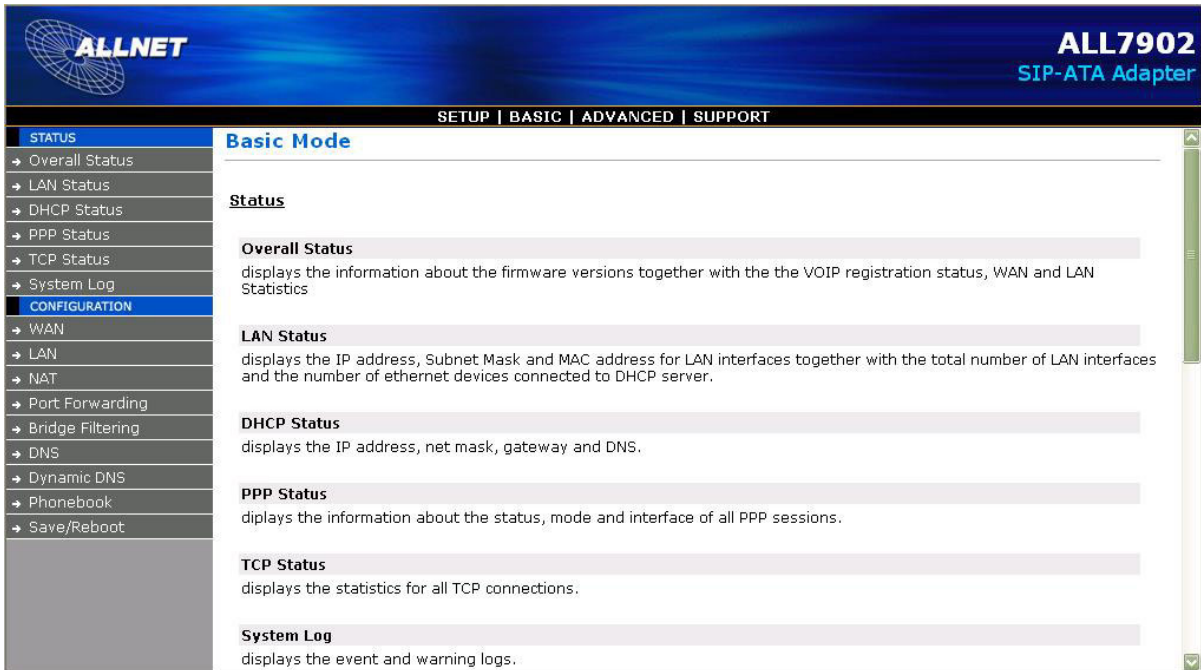 ALLNET
ALL7902
SIP-ATA Adapter
SETUP | BASIC | ADVANCED | SUPPORT
STATUS
→ Overall Status
→ LAN Status
→ DHCP Status
→ PPP Status
→ TCP Status
→ System Log
CONFIGURATION
→ WAN
→ LAN
→ NAT
→ Port Forwarding
→ Bridge Filtering
→ DNS
→ Dynamic DNS
→ Phonebook
→ Save/Reboot
Basic Mode
Status
Overall Status
displays the information about the firmware versions together with the the VOIP registration status, WAN and LAN
Statistics
LAN Status
displays the IP address, Subnet Mask and MAC address for LAN interfaces together with the total number of LAN interfaces
and the number of ethernet devices connected to DHCP server.
DHCP Status
displays the IP address, net mask, gateway and DNS.
PPP Status
diplays the information about the status, mode and interface of all PPP sessions.
TCP Status
displays the statistics for all TCP connections.
System Log
displays the event and warning logs.